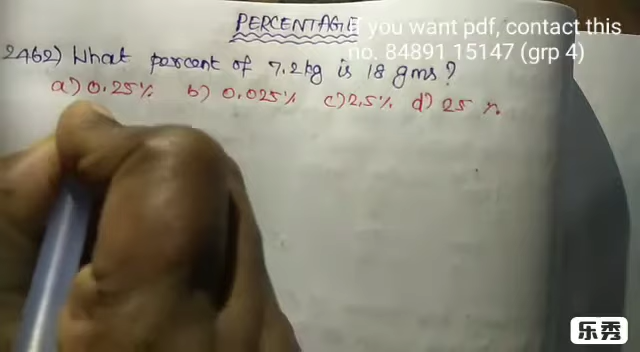 PERCENTAGE
If you want pdf, contact this
no. 84891 15147 (grp 4)
2462) What percent of 7.2kg is 18 gms?
a) 0.25% b) 0.025% c) 2.5% d) 25 %
乐秀